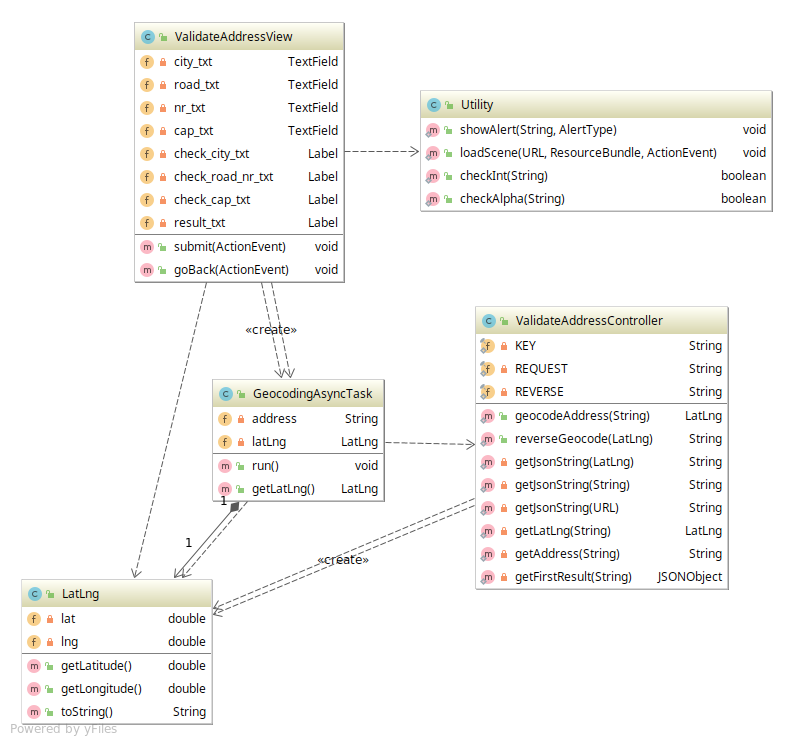 ValidateAddressView
city_txt TextField
road_txt TextField
nr_txt TextField
cap_txt TextField
check_city_txt Label
check_road_nr_txt Label
check_cap_txt Label
result_txt Label
submit(ActionEvent) void
goBack(ActionEvent) void
Utility
showAlert(String, AlertType) void
loadScene(URL, ResourceBundle, ActionEvent) void
checkInt(String) boolean
checkAlpha(String) boolean
«create»
ValidateAddressController
KEY String
REQUEST String
REVERSE String
geocodeAddress(String) LatLng
reverseGeocode(LatLng) String
getJsonString(LatLng) String
getJsonString(String) String
getJsonString(URL) String
getLatLng(String) LatLng
getAddress(String) String
getFirstResult(String) JSONObject
GeocodingAsyncTask
address String
latLng LatLng
run() void
getLatLng() LatLng
1
1
«create»
LatLng
lat double
lng double
getLatitude() double
getLongitude() double
toString() String
Powered by yFiles